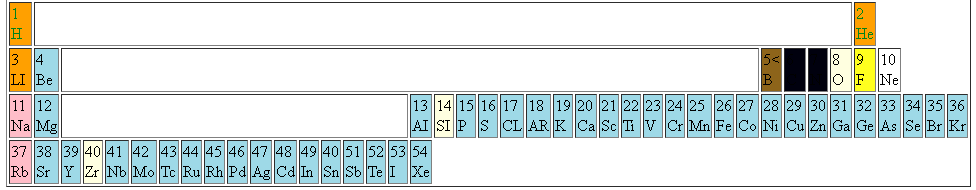 1 2
H He
3 4 5< 8 9 10
LI Be B O F Ne
11 12 13 14 15 16 17 18 19 20 21 22 23 24 25 26 27 28 29 30 31 32 33 34 35 36
Na Mg AI SI P S CL AR K Ca Sc Ti V Cr Mn Fe Co Ni Cu Zn Ga Ge As Se Br Kr
37 38 39 40 41 42 43 44 45 46 47 48 49 40 51 52 53 54
Rb Sr Y Zr Nb Mo Tc Ru Rh Pd Ag Cd In Sn Sb Te I Xe